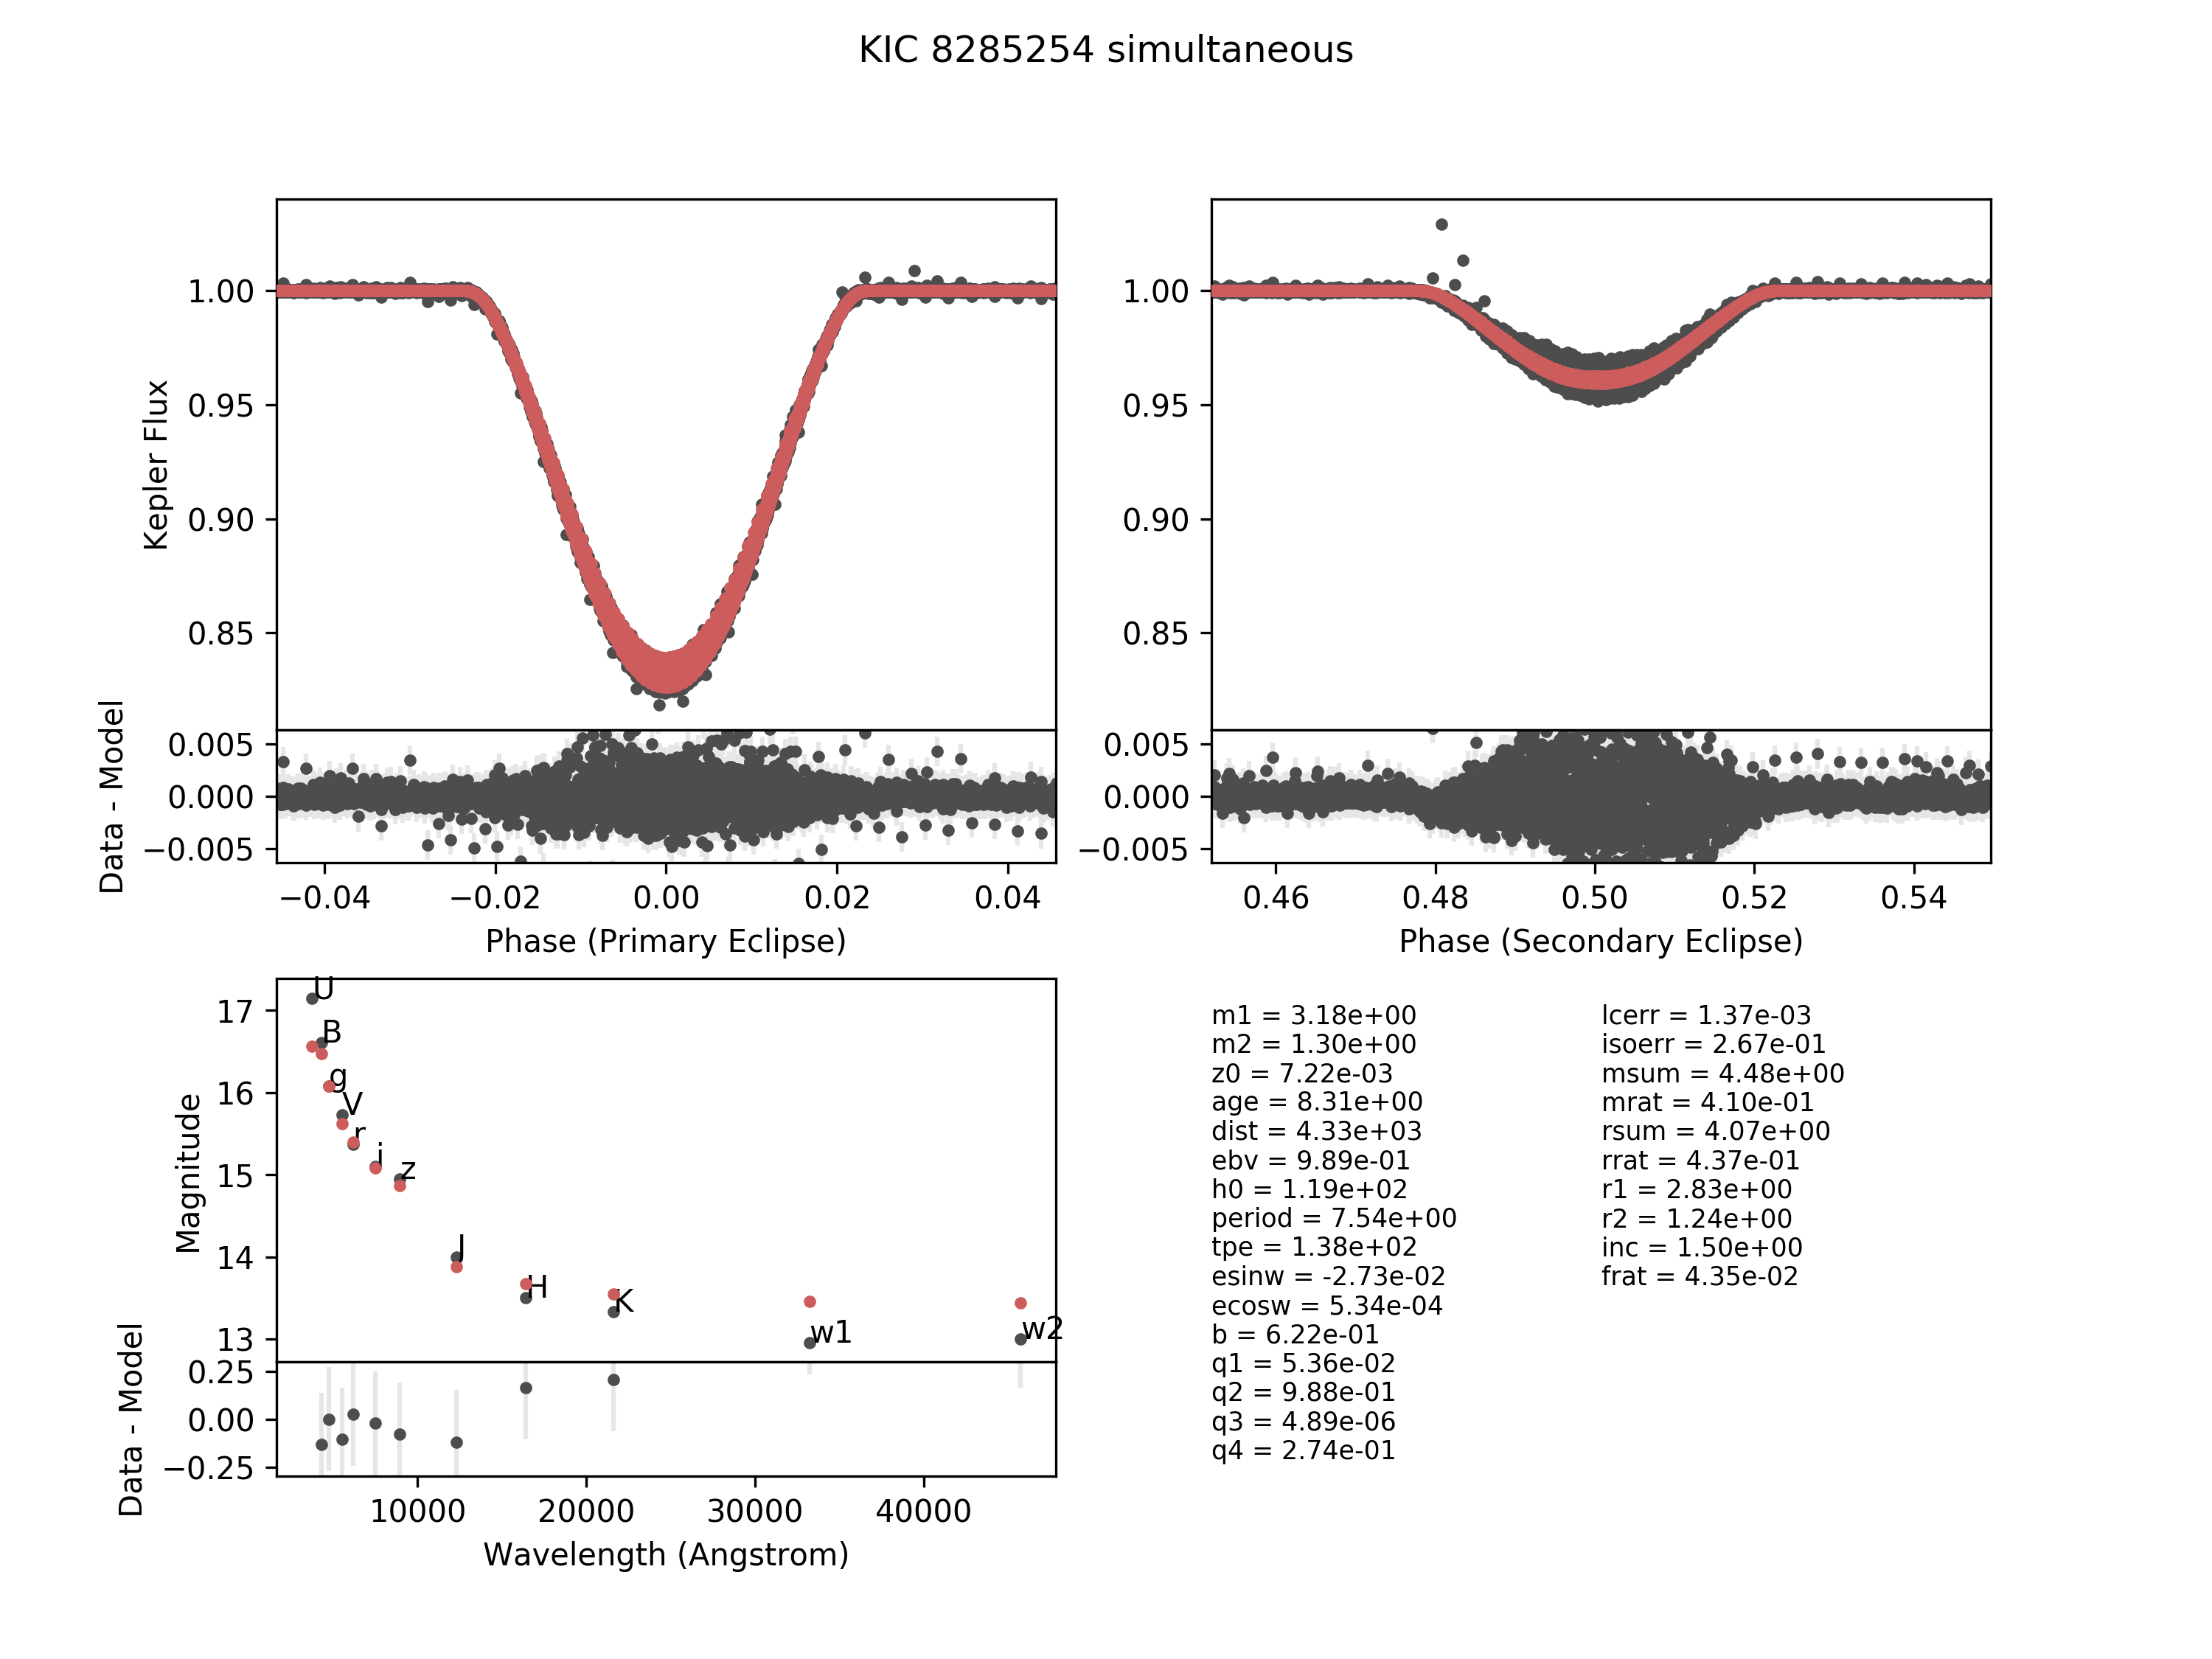 KIC 8285254 simultaneous
Kepler Flux
1.00
0.95
0.90
0.85
1.00
0.95
0.90
0.85
Data - Model
0.005
0.000
−0.005
0.005
0.000
−0.005
−0.04 −0.02 0.00 0.02 0.04
0.46 0.48 0.50 0.52 0.54
Phase (Primary Eclipse)
Phase (Secondary Eclipse)
Magnitude
17
16
15
14
13
U
B
g
V
r
i
z
J
H
K
w1
w2
Data - Model
0.25
0.00
−0.25
10000 20000 30000 40000
Wavelength (Angstrom)
m1 = 3.18e+00
m2 = 1.30e+00
z0 = 7.22e-03
age = 8.31e+00
dist = 4.33e+03
ebv = 9.89e-01
h0 = 1.19e+02
period = 7.54e+00
tpe = 1.38e+02
esinw = -2.73e-02
ecosw = 5.34e-04
b = 6.22e-01
q1 = 5.36e-02
q2 = 9.88e-01
q3 = 4.89e-06
q4 = 2.74e-01
lcerr = 1.37e-03
isoerr = 2.67e-01
msum = 4.48e+00
mrat = 4.10e-01
rsum = 4.07e+00
rrat = 4.37e-01
r1 = 2.83e+00
r2 = 1.24e+00
inc = 1.50e+00
frat = 4.35e-02